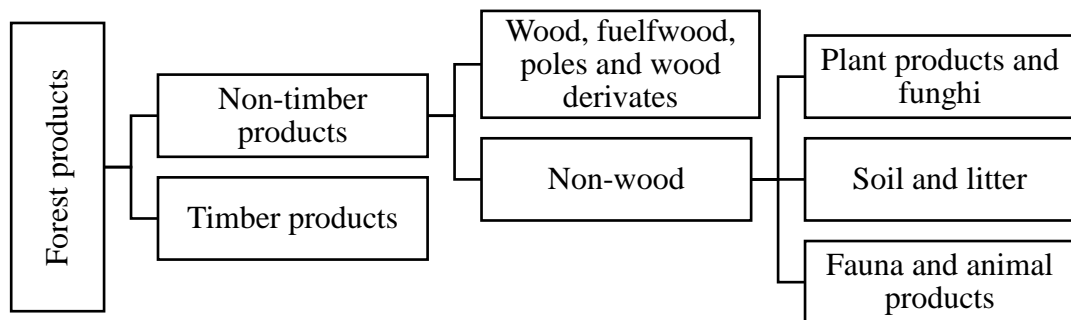 Forest products
Non-timber
products
Timber products
Wood, fuelfwood,
poles and wood
derivates
Non-wood
Plant products and
funghi
Soil and litter
Fauna and animal
products